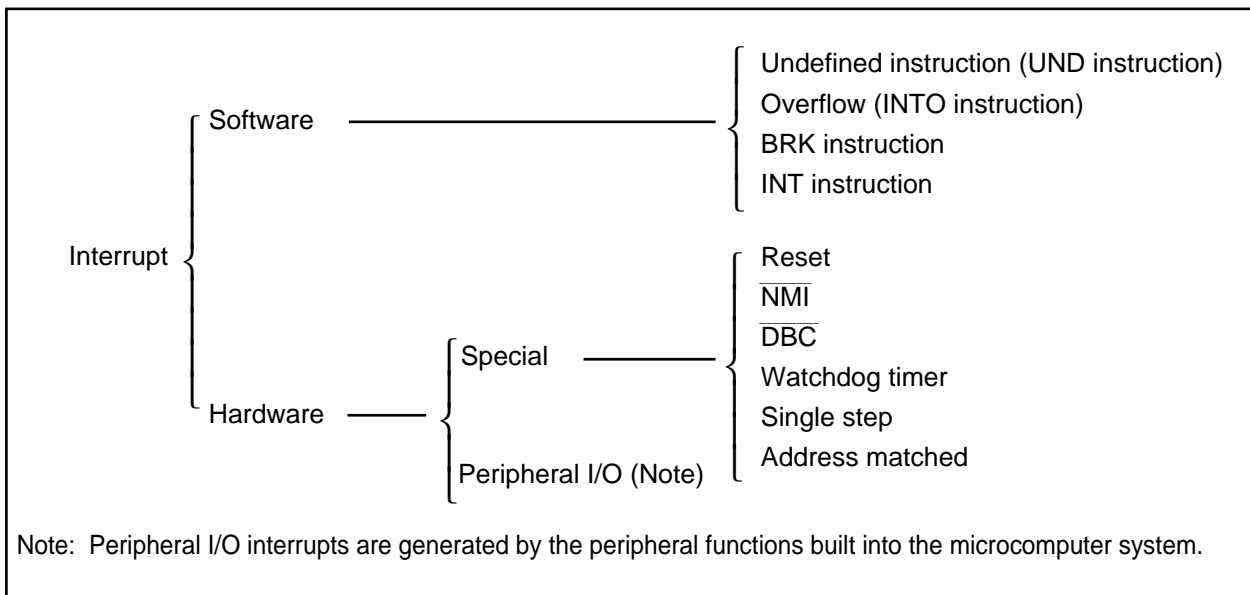 Undefined instruction (UND instruction)
Software
Overflow (INTO instruction)
BRK instruction
INT instruction
Interrupt
Reset
N̅M̅I̅
D̅B̅C̅
Special
Watchdog timer
Hardware
Single step
Peripheral I/O (Note)
Address matched
Note: Peripheral I/O interrupts are generated by the peripheral functions built into the microcomputer system.